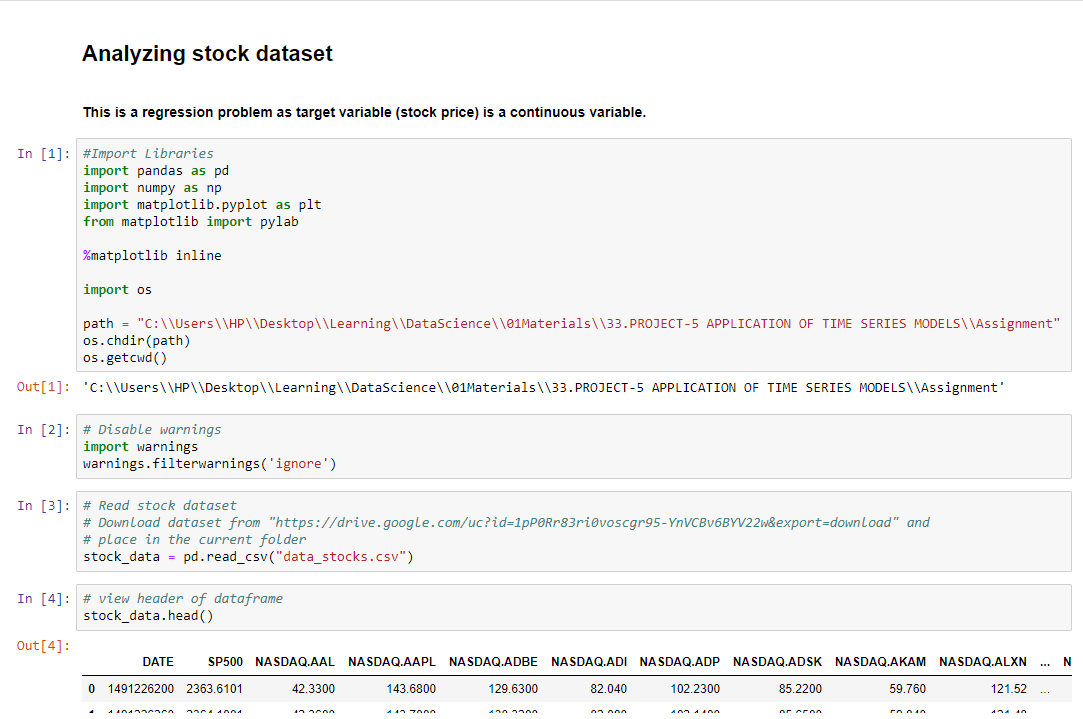 Analyzing stock dataset
This is a regression problem as target variable (stock price) is a continuous variable.
In [1]: #Import Libraries
import pandas as pd
import numpy as np
import matplotlib.pyplot as plt
from matplotlib import pylab
%matplotlib inline
import os
path = "C:\\Users\\HP\\Desktop\\Learning\\DataScience\\01Materials\\33.PROJECT-5 APPLICATION OF TIME SERIES MODELS\\Assignment"
os.chdir(path)
os.getcwd()
Out[1]: 'C:\\Users\\HP\\Desktop\\Learning\\DataScience\\01Materials\\33.PROJECT-5 APPLICATION OF TIME SERIES MODELS\\Assignment'
In [2]: # Disable warnings
import warnings
warnings.filterwarnings('ignore')
In [3]: # Read stock dataset
# Download dataset from "https://drive.google.com/uc?id=1pP0Rr83ri0voscgr95-YnVCBv6BYV22w&export=download" and
# place in the current folder
stock_data = pd.read_csv("data_stocks.csv")
In [4]: # view header of dataframe
stock_data.head()
Out[4]:
DATE SP500 NASDAQ.AAL NASDAQ.AAPL NASDAQ.ADBE NASDAQ.ADI NASDAQ.ADP NASDAQ.ADSK NASDAQ.AKAM NASDAQ.ALXN ... N
0 1491226200 2363.6101 42.3300 143.6800 129.6300 82.040 102.2300 85.2200 59.760 121.52 ...